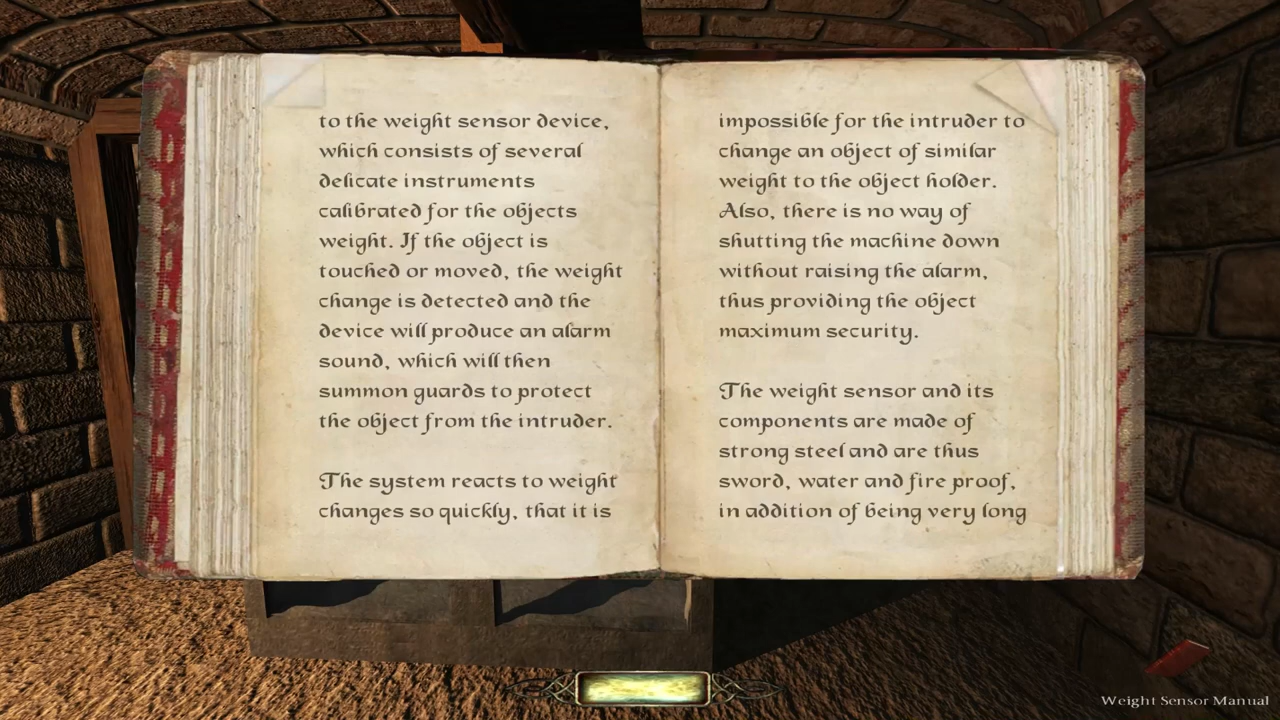 to the weight sensor device,
which consists of several
delicate instruments
calibrated for the objects
weight. If the object is
touched or moved, the weight
change is detected and the
device will produce an alarm
sound, which will then
summon guards to protect
the object from the intruder.
The system reacts to weight
changes so quickly, that it is
impossible for the intruder to
change an object of similar
weight to the object holder.
Also, there is no way of
shutting the machine down
without raising the alarm,
thus providing the object
maximum security.
The weight sensor and its
components are made of
strong steel and are thus
sword, water and fire proof,
in addition of being very long
Weight Sensor Manual